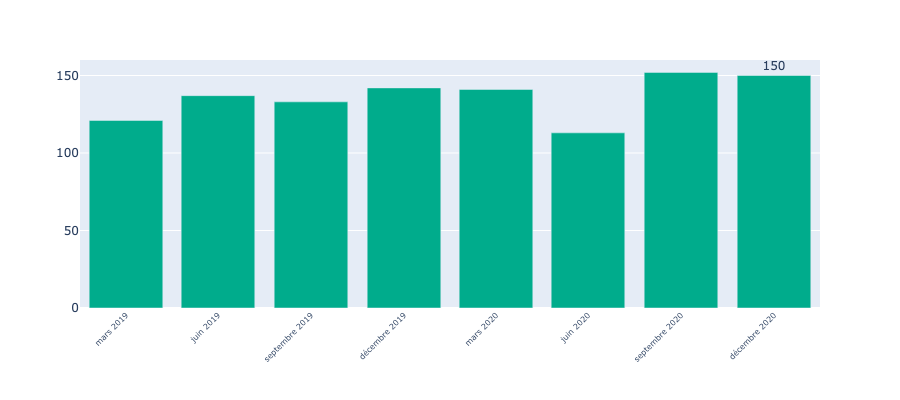 150
150
100
50
0
mars 2019
juin 2019
septembre 2019
décembre 2019
mars 2020
juin 2020
septembre 2020
décembre 2020